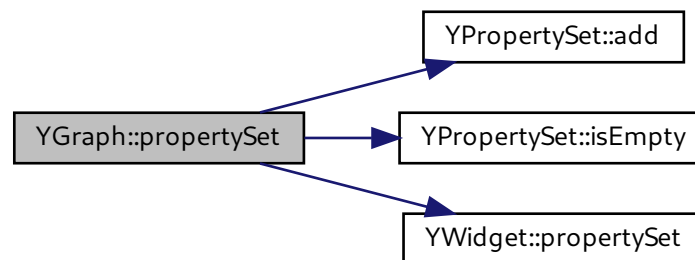 YPropertySet::add
YGraph::propertySet
YPropertySet::isEmpty
YWidget::propertySet